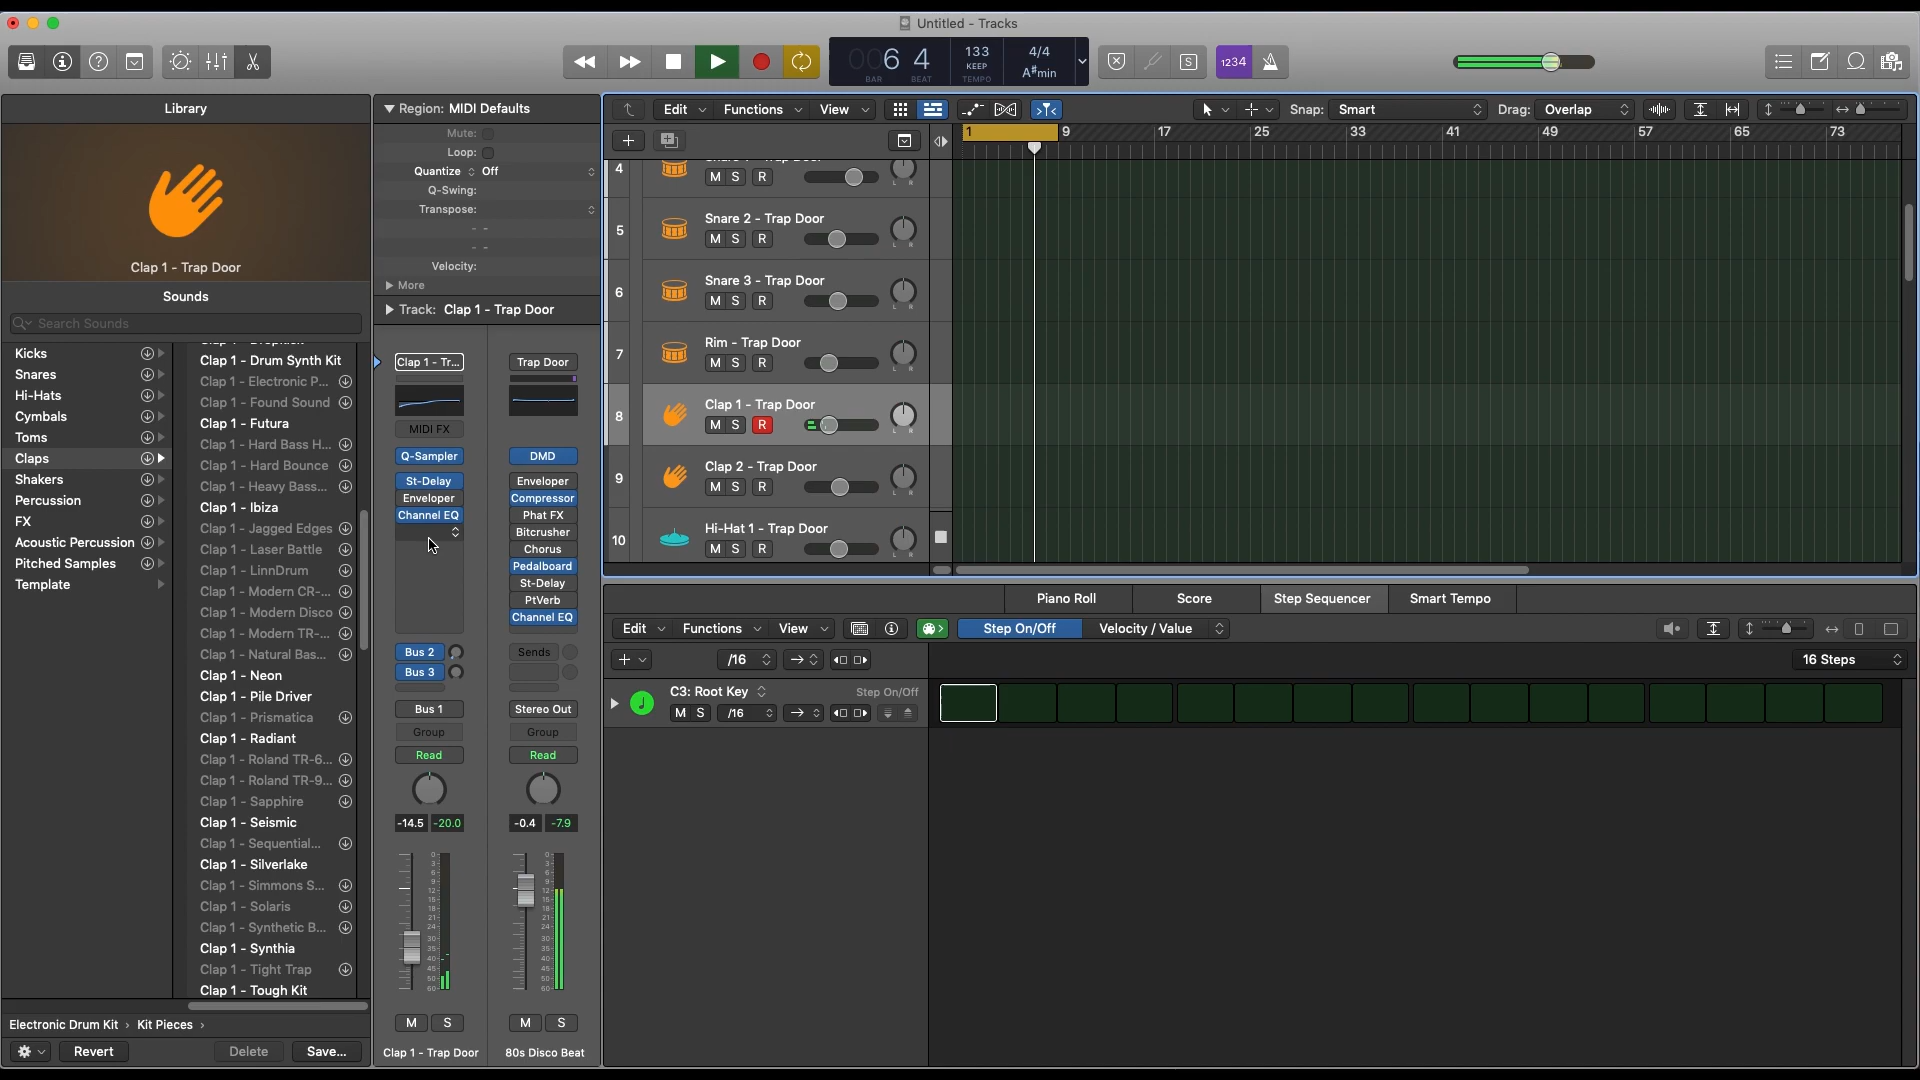 Untitled - Tracks
006 4
BAR BEAT
133
KEEP
TEMPO
4/4
A#min
1234
Library
Clap 1 - Trap Door
Sounds
Search Sounds
Kicks
Snares
Hi-Hats
Cymbals
Toms
Claps
Shakers
Percussion
FX
Acoustic Percussion
Pitched Samples
Template
Clap 1 - Drum Synth Kit
Clap 1 - Electronic P...
Clap 1 - Found Sound
Clap 1 - Futura
Clap 1 - Hard Bass H...
Clap 1 - Hard Bounce
Clap 1 - Heavy Bass...
Clap 1 - Ibiza
Clap 1 - Jagged Edges
Clap 1 - Laser Battle
Clap 1 - LinnDrum
Clap 1 - Modern CR-...
Clap 1 - Modern Disco
Clap 1 - Modern TR-...
Clap 1 - Natural Bas...
Clap 1 - Neon
Clap 1 - Pile Driver
Clap 1 - Prismatica
Clap 1 - Radiant
Clap 1 - Roland TR-6...
Clap 1 - Roland TR-9...
Clap 1 - Sapphire
Clap 1 - Seismic
Clap 1 - Sequential...
Clap 1 - Silverlake
Clap 1 - Simmons S...
Clap 1 - Solaris
Clap 1 - Synthetic B...
Clap 1 - Synthia
Clap 1 - Tight Trap
Clap 1 - Tough Kit
Electronic Drum Kit › Kit Pieces ›
Revert Delete Save...
Region: MIDI Defaults
Mute:
Loop:
Quantize Off
Q-Swing:
Transpose:
Velocity:
More
Track: Clap 1 - Trap Door
Clap 1 - Tr...
MIDI FX
Q-Sampler
St-Delay
Enveloper
Channel EQ
Bus 2
Bus 3
Bus 1
Group
Read
-14.5 -20.0
M S
Clap 1 - Trap Door
Trap Door
DMD
Enveloper
Compressor
Phat FX
Bitcrusher
Chorus
Pedalboard
St-Delay
PtVerb
Channel EQ
Sends
Stereo Out
Group
Read
-0.4 -7.9
M S
80s Disco Beat
Edit Functions View
Snap: Smart Drag: Overlap
1 9 17 25 33 41 49 57 65 73
4
M S R
5 Snare 2 - Trap Door
M S R
6 Snare 3 - Trap Door
M S R
7 Rim - Trap Door
M S R
8 Clap 1 - Trap Door
M S R
9 Clap 2 - Trap Door
M S R
10 Hi-Hat 1 - Trap Door
M S R
Piano Roll Score Step Sequencer Smart Tempo
Edit Functions View Step On/Off Velocity / Value
/16 16 Steps
C3: Root Key Step On/Off
M S /16